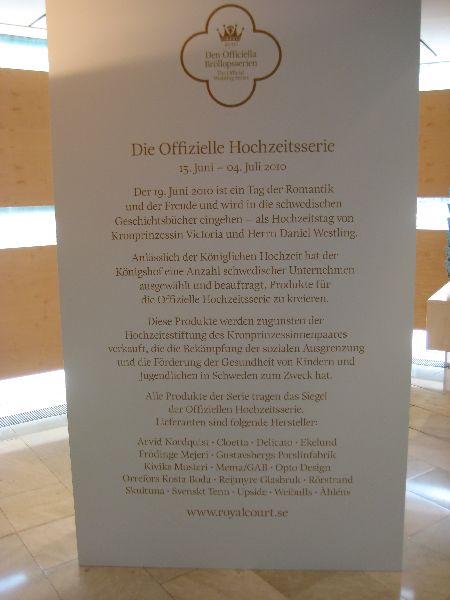 Den Officiella
Bröllopsserien
The Official
Wedding Series
Die Offizielle Hochzeitsserie
15. Juni – 04. Juli 2010
Der 19. Juni 2010 ist ein Tag der Romantik
und der Freude und wird in die schwedischen
Geschichtsbücher eingehen – als Hochzeitstag von
Kronprinzessin Victoria und Herrn Daniel Westling.
Anlässlich der Königlichen Hochzeit hat der
Königshof eine Anzahl schwedischer Unternehmen
ausgewählt und beauftragt, Produkte für
die Offizielle Hochzeitsserie zu kreieren.
Diese Produkte werden zugunsten der
Hochzeitsstiftung des Kronprinzessinnenpaares
verkauft, die die Bekämpfung der sozialen Ausgrenzung
und die Förderung der Gesundheit von Kindern und
Jugendlichen in Schweden zum Zweck hat.
Alle Produkte der Serie tragen das Siegel
der Offiziellen Hochzeitsserie.
Lieferanten sind folgende Hersteller:
Arvid Nordquist · Cloetta · Delicato · Ekelund
Frödinge Mejeri · Gustavsbergs Porslinfabrik
Kiviks Musteri · Mema/GAB · Opto Design
Orrefors Kosta Boda · Reijmyre Glasbruk · Rörstrand
Skultuna · Svenskt Tenn · Upside · Weibulls · Åhléns
www.royalcourt.se